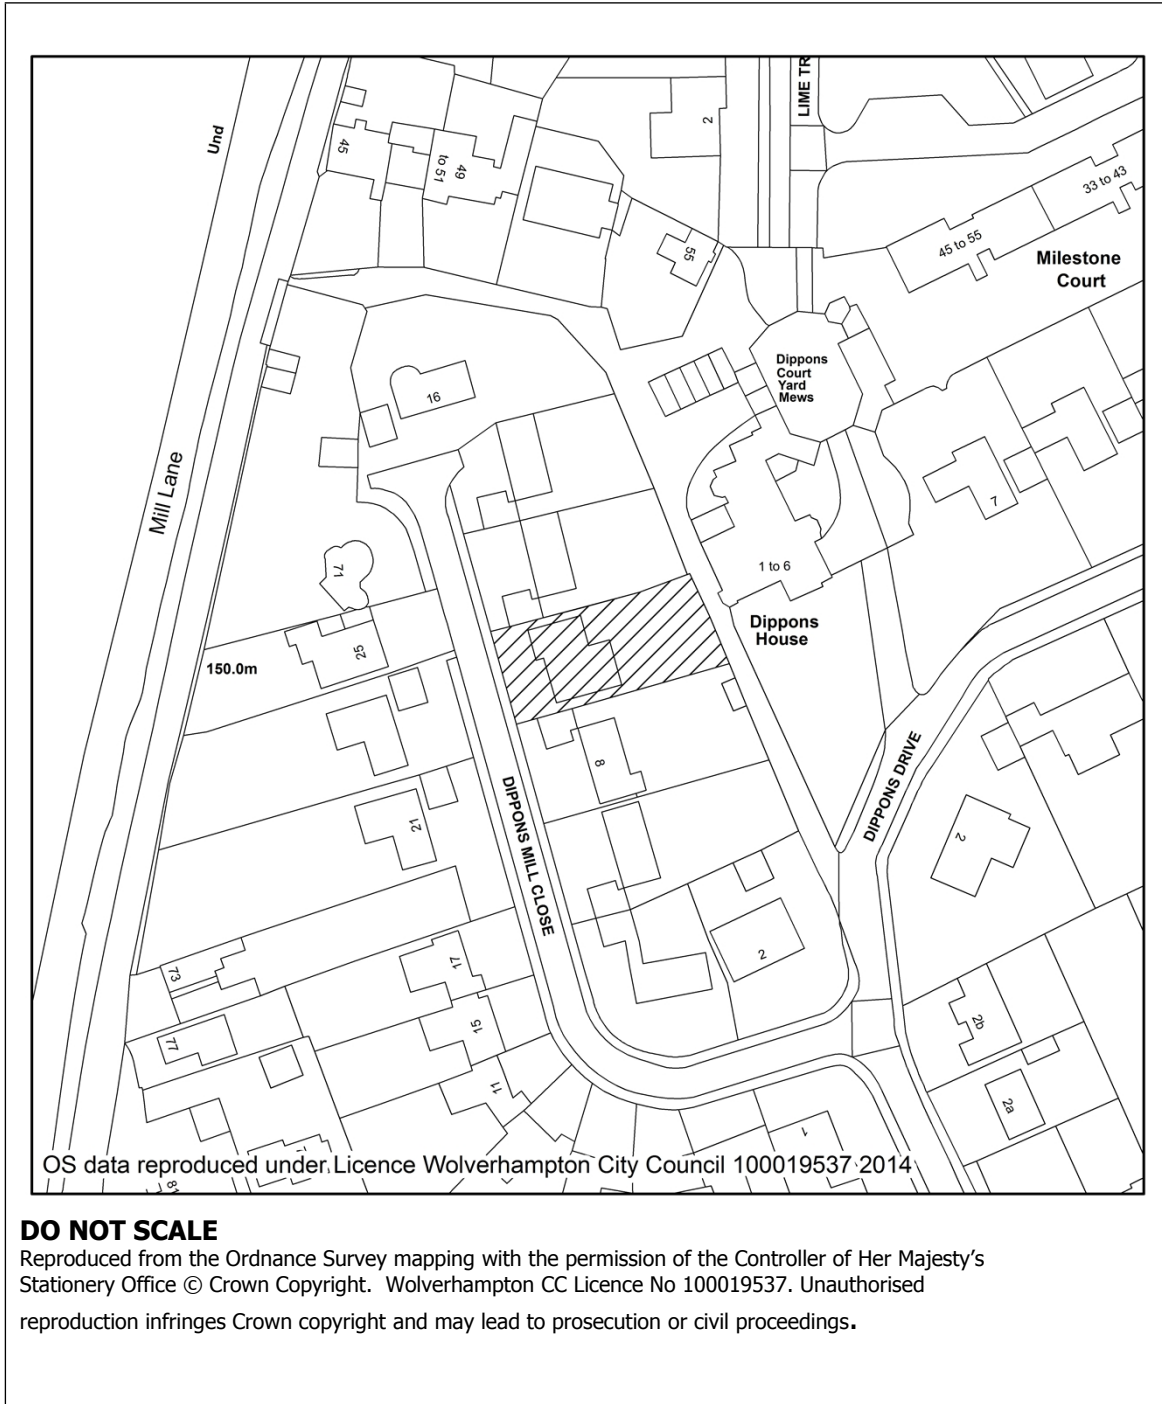 Und
45
49
to 51
2
LIME TR
33 to 43
45 to 55
Milestone
Court
55
Dippons
Court
Yard
Mews
16
Mill Lane
7
71
1 to 6
Dippons
House
25
150.0m
8
DIPPONS DRIVE
DIPPONS MILL CLOSE
21
2
2
17
73
15
77
11
2b
2a
1
81
OS data reproduced under Licence Wolverhampton City Council 100019537 2014
DO NOT SCALE
Reproduced from the Ordnance Survey mapping with the permission of the Controller of Her Majesty’s
Stationery Office © Crown Copyright.  Wolverhampton CC Licence No 100019537. Unauthorised
reproduction infringes Crown copyright and may lead to prosecution or civil proceedings.